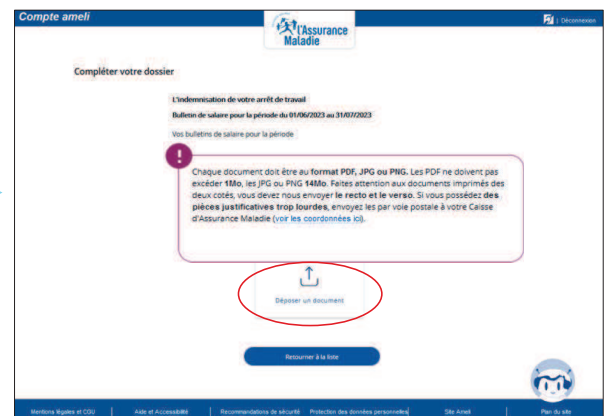 Compte ameli
l'Assurance
Maladie
| Déconnexion
Compléter votre dossier
L'indemnisation de votre arrêt de travail
Bulletin de salaire pour la période du 01/06/2023 au 31/07/2023
Vos bulletins de salaire pour la période
!
Chaque document doit être au format PDF, JPG ou PNG. Les PDF ne doivent pas
excéder 1Mo, les JPG ou PNG 14Mo. Faites attention aux documents imprimés des
deux cotés, vous devez nous envoyer le recto et le verso. Si vous possédez des
pièces justificatives trop lourdes, envoyez les par voie postale à votre Caisse
d'Assurance Maladie (voir les coordonnées ici).
Déposer un document
Retourner à la liste
Mentions légales et CGU | Aide et Accessibilité | Recommandations de sécurité Protection des données personnelles | Site Ameli | Plan du site